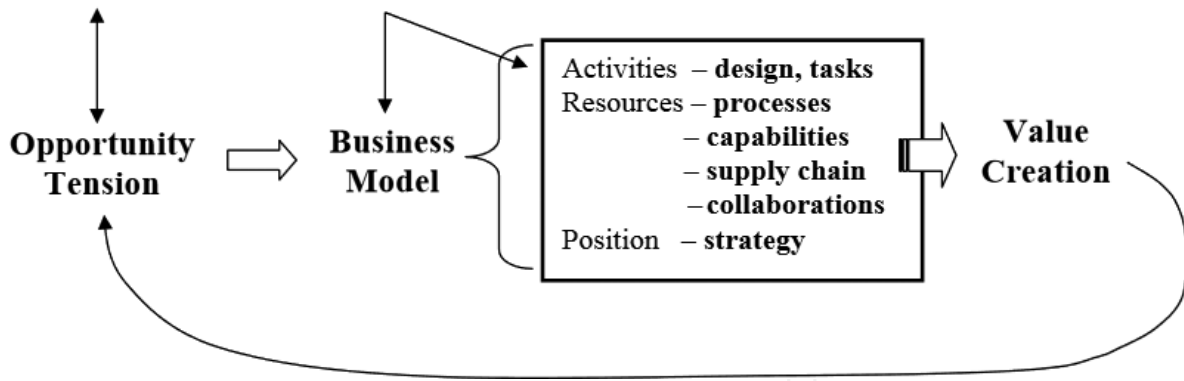 Opportunity
Tension
Business
Model
Activities – design, tasks
Resources – processes
– capabilities
– supply chain
– collaborations
Position – strategy
Value
Creation